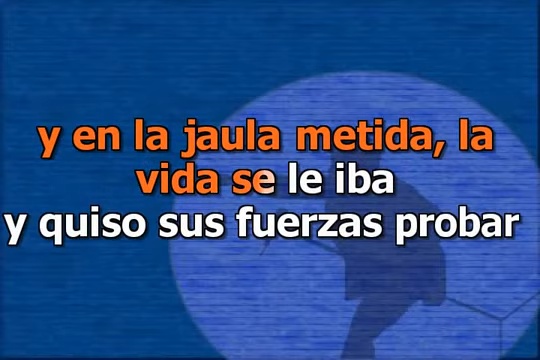 y en la jaula metida, la
vida se le iba
y quiso sus fuerzas probar